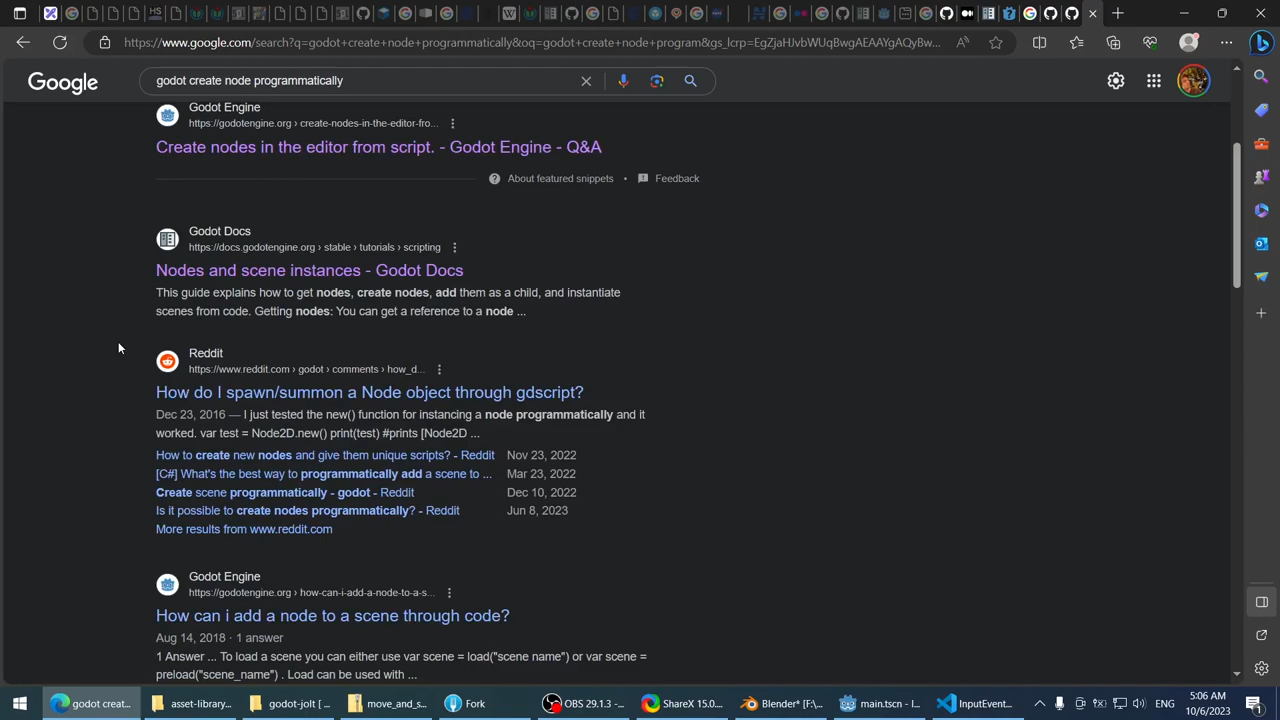 https://www.google.com/search?q=godot+create+node+programmatically&oq=godot+create+node+program&gs_lcrp=EgZjaHJvbWUqBwgAEAAYgAQyBw...
Google
godot create node programmatically
Godot Engine
https://godotengine.org › create-nodes-in-the-editor-fro...
Create nodes in the editor from script. - Godot Engine - Q&A
About featured snippets • Feedback
Godot Docs
https://docs.godotengine.org › stable › tutorials › scripting
Nodes and scene instances - Godot Docs
This guide explains how to get nodes, create nodes, add them as a child, and instantiate
scenes from code. Getting nodes: You can get a reference to a node ...
Reddit
https://www.reddit.com › godot › comments › how_d...
How do I spawn/summon a Node object through gdscript?
Dec 23, 2016 — I just tested the new() function for instancing a node programmatically and it
worked. var test = Node2D.new() print(test) #prints [Node2D ...
How to create new nodes and give them unique scripts? - Reddit Nov 23, 2022
[C#] What's the best way to programmatically add a scene to ... Mar 23, 2022
Create scene programmatically - godot - Reddit Dec 10, 2022
Is it possible to create nodes programmatically? - Reddit Jun 8, 2023
More results from www.reddit.com
Godot Engine
https://godotengine.org › how-can-i-add-a-node-to-a-s...
How can i add a node to a scene through code?
Aug 14, 2018 · 1 answer
1 Answer ... To load a scene you can either use var scene = load("scene name") or var scene =
preload("scene_name") . Load can be used with ...
godot creat... asset-library... godot-jolt [ ... move_and_s... Fork OBS 29.1.3 -... ShareX 15.0... Blender* [F:\... main.tscn - I... InputEvent... ENG 5:06 AM
10/6/2023